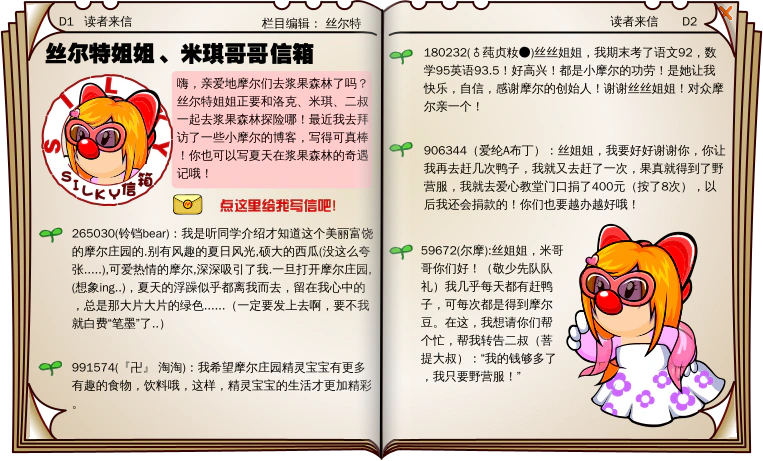 D1 读者来信
栏目编辑： 丝尔特
丝尔特姐姐、米琪哥哥信箱
SILKY
SILKY信箱
嗨，亲爱地摩尔们去浆果森林了吗？
丝尔特姐姐正要和洛克、米琪、二叔
一起去浆果森林探险哪！最近我去拜
访了一些小摩尔的博客，写得可真棒
！你也可以写夏天在浆果森林的奇遇
记哦！
点这里给我写信吧!
265030(铃铛bear)：我是听同学介绍才知道这个美丽富饶
的摩尔庄园的.别有风趣的夏日风光,硕大的西瓜(没这么夸
张.....),可爱热情的摩尔,深深吸引了我.一旦打开摩尔庄园,
(想象ing..)，夏天的浮躁似乎都离我而去，留在我心中的
，总是那大片大片的绿色......（一定要发上去啊，要不我
就白费“笔墨”了..）
991574(『卍』 淘淘)：我希望摩尔庄园精灵宝宝有更多
有趣的食物，饮料哦，这样，精灵宝宝的生活才更加精彩
。
读者来信 D2
180232(♁莼贞籹●)丝丝姐姐，我期末考了语文92，数
学95英语93.5！好高兴！都是小摩尔的功劳！是她让我
快乐，自信，感谢摩尔的创始人！谢谢丝丝姐姐！对众摩
尔亲一个！
906344（爱纶A布丁）：丝姐姐，我要好好谢谢你，你让
我再去赶几次鸭子，我就又去赶了一次，果真就得到了野
营服，我就去爱心教堂门口捐了400元（按了8次），以
后我还会捐款的！你们也要越办越好哦！
59672(尔摩):丝姐姐，米哥
哥你们好！（敬少先队队
礼）我几乎每天都有赶鸭
子，可每次都是得到摩尔
豆。在这，我想请你们帮
个忙，帮我转告二叔（菩
提大叔）：“我的钱够多了
，我只要野营服！”